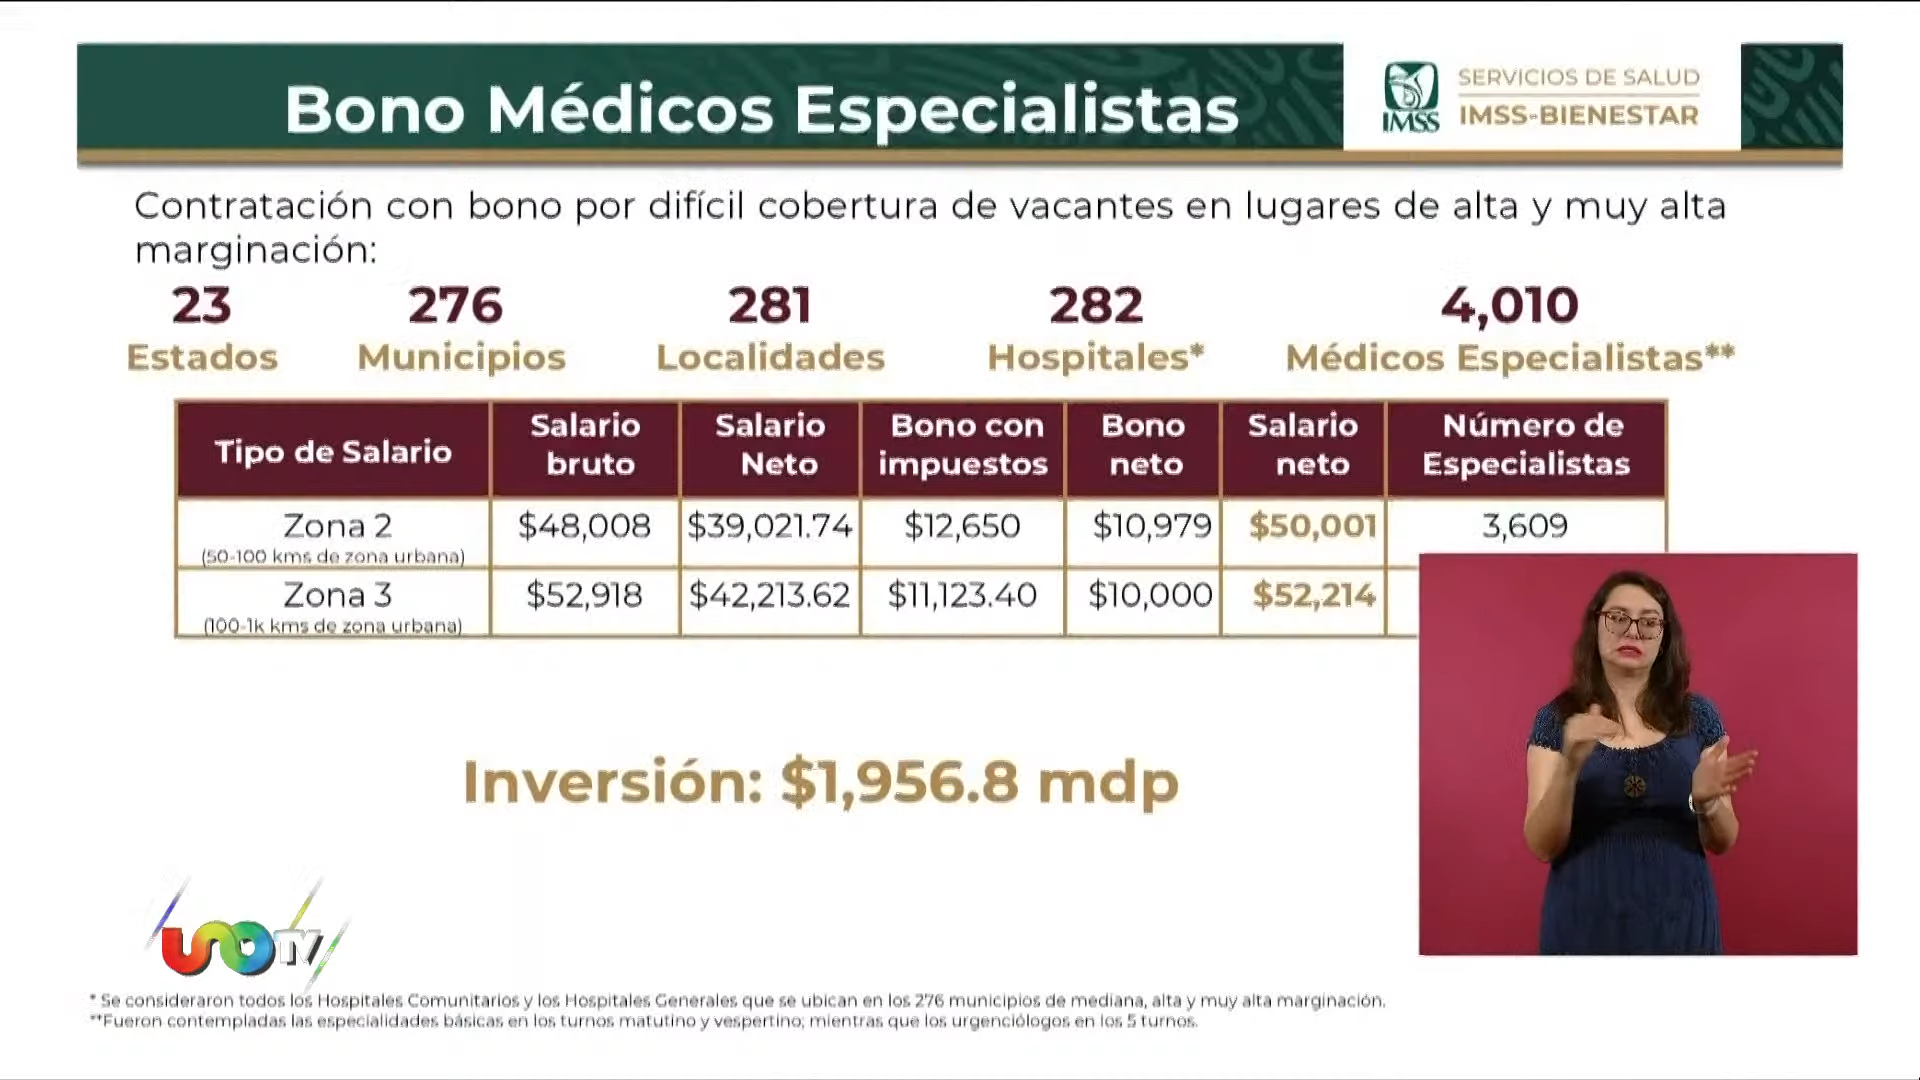 Bono Médicos Especialistas
IMSS
SERVICIOS DE SALUD
IMSS-BIENESTAR
Contratación con bono por difícil cobertura de vacantes en lugares de alta y muy alta
marginación:
23 276 281 282 4,010
Estados Municipios Localidades Hospitales* Médicos Especialistas**
Tipo de Salario Salario bruto Salario Neto Bono con impuestos Bono neto Salario neto Número de Especialistas
Zona 2 $48,008 $39,021.74 $12,650 $10,979 $50,001 3,609
(50-100 kms de zona urbana)
Zona 3 $52,918 $42,213.62 $11,123.40 $10,000 $52,214
(100-1k kms de zona urbana)
Inversión: $1,956.8 mdp
UNO TV
* Se consideraron todos los Hospitales Comunitarios y los Hospitales Generales que se ubican en los 276 municipios de mediana, alta y muy alta marginación.
**Fueron contempladas las especialidades básicas en los turnos matutino y vespertino; mientras que los urgenciólogos en los 5 turnos.